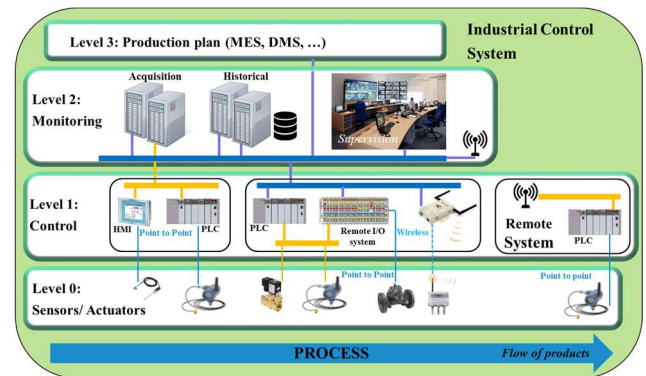 Level 3: Production plan (MES, DMS, …)
Industrial Control
System
Acquisition
Historical
Level 2:
Monitoring
Supervision
Level 1:
Control
HMI
PLC
Point to Point
PLC
Remote I/O
system
Wireless
Remote
System
PLC
Level 0:
Sensors/ Actuators
Point to Point
Point to point
PROCESS
Flow of products